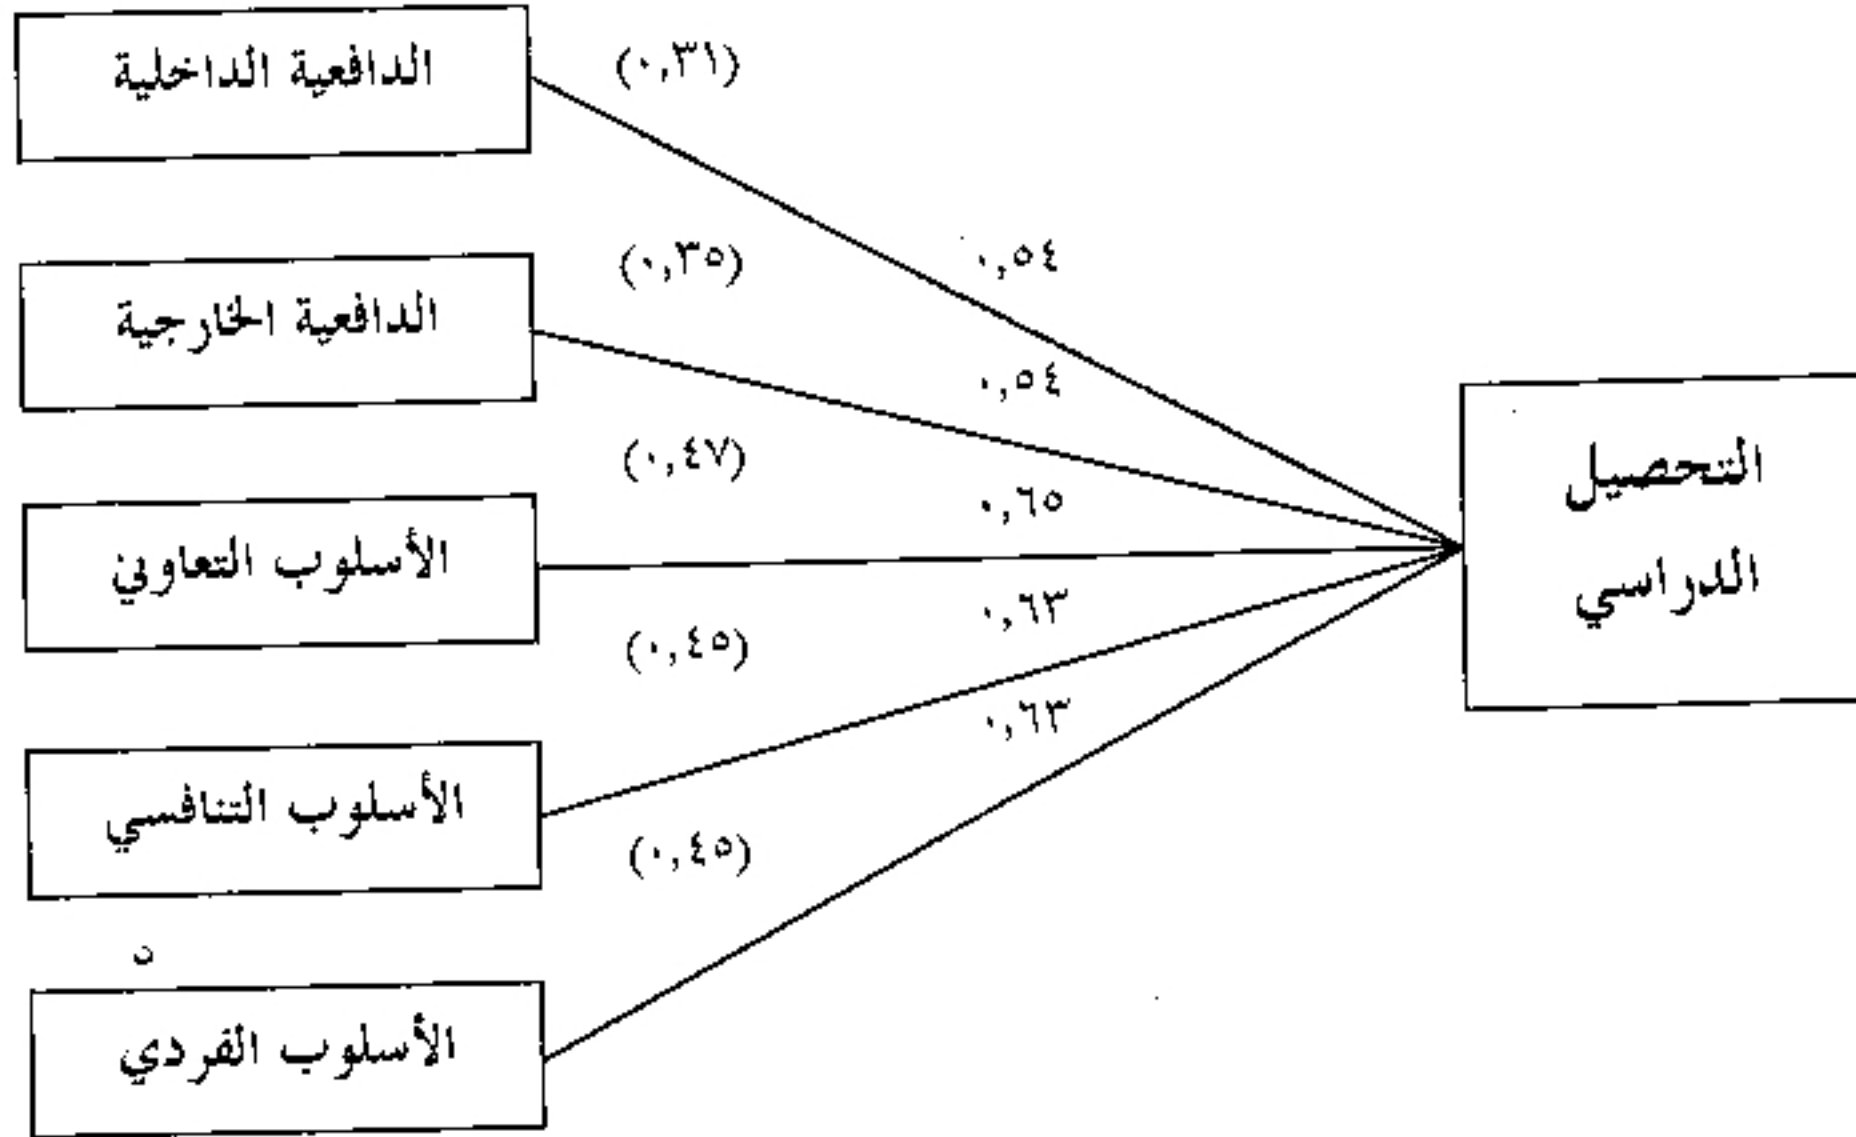 الدافعية الداخلية
(٠,٣١)
(٠,٣٥)
٠,٥٤
الدافعية الخارجية
٠,٥٤
(٠,٤٧)
التحصيل
الدراسي
٠,٦٥
الأسلوب التعاوني
٠,٦٣
(٠,٤٥)
٠,٦٣
الأسلوب التنافسي
(٠,٤٥)
الأسلوب الفردي